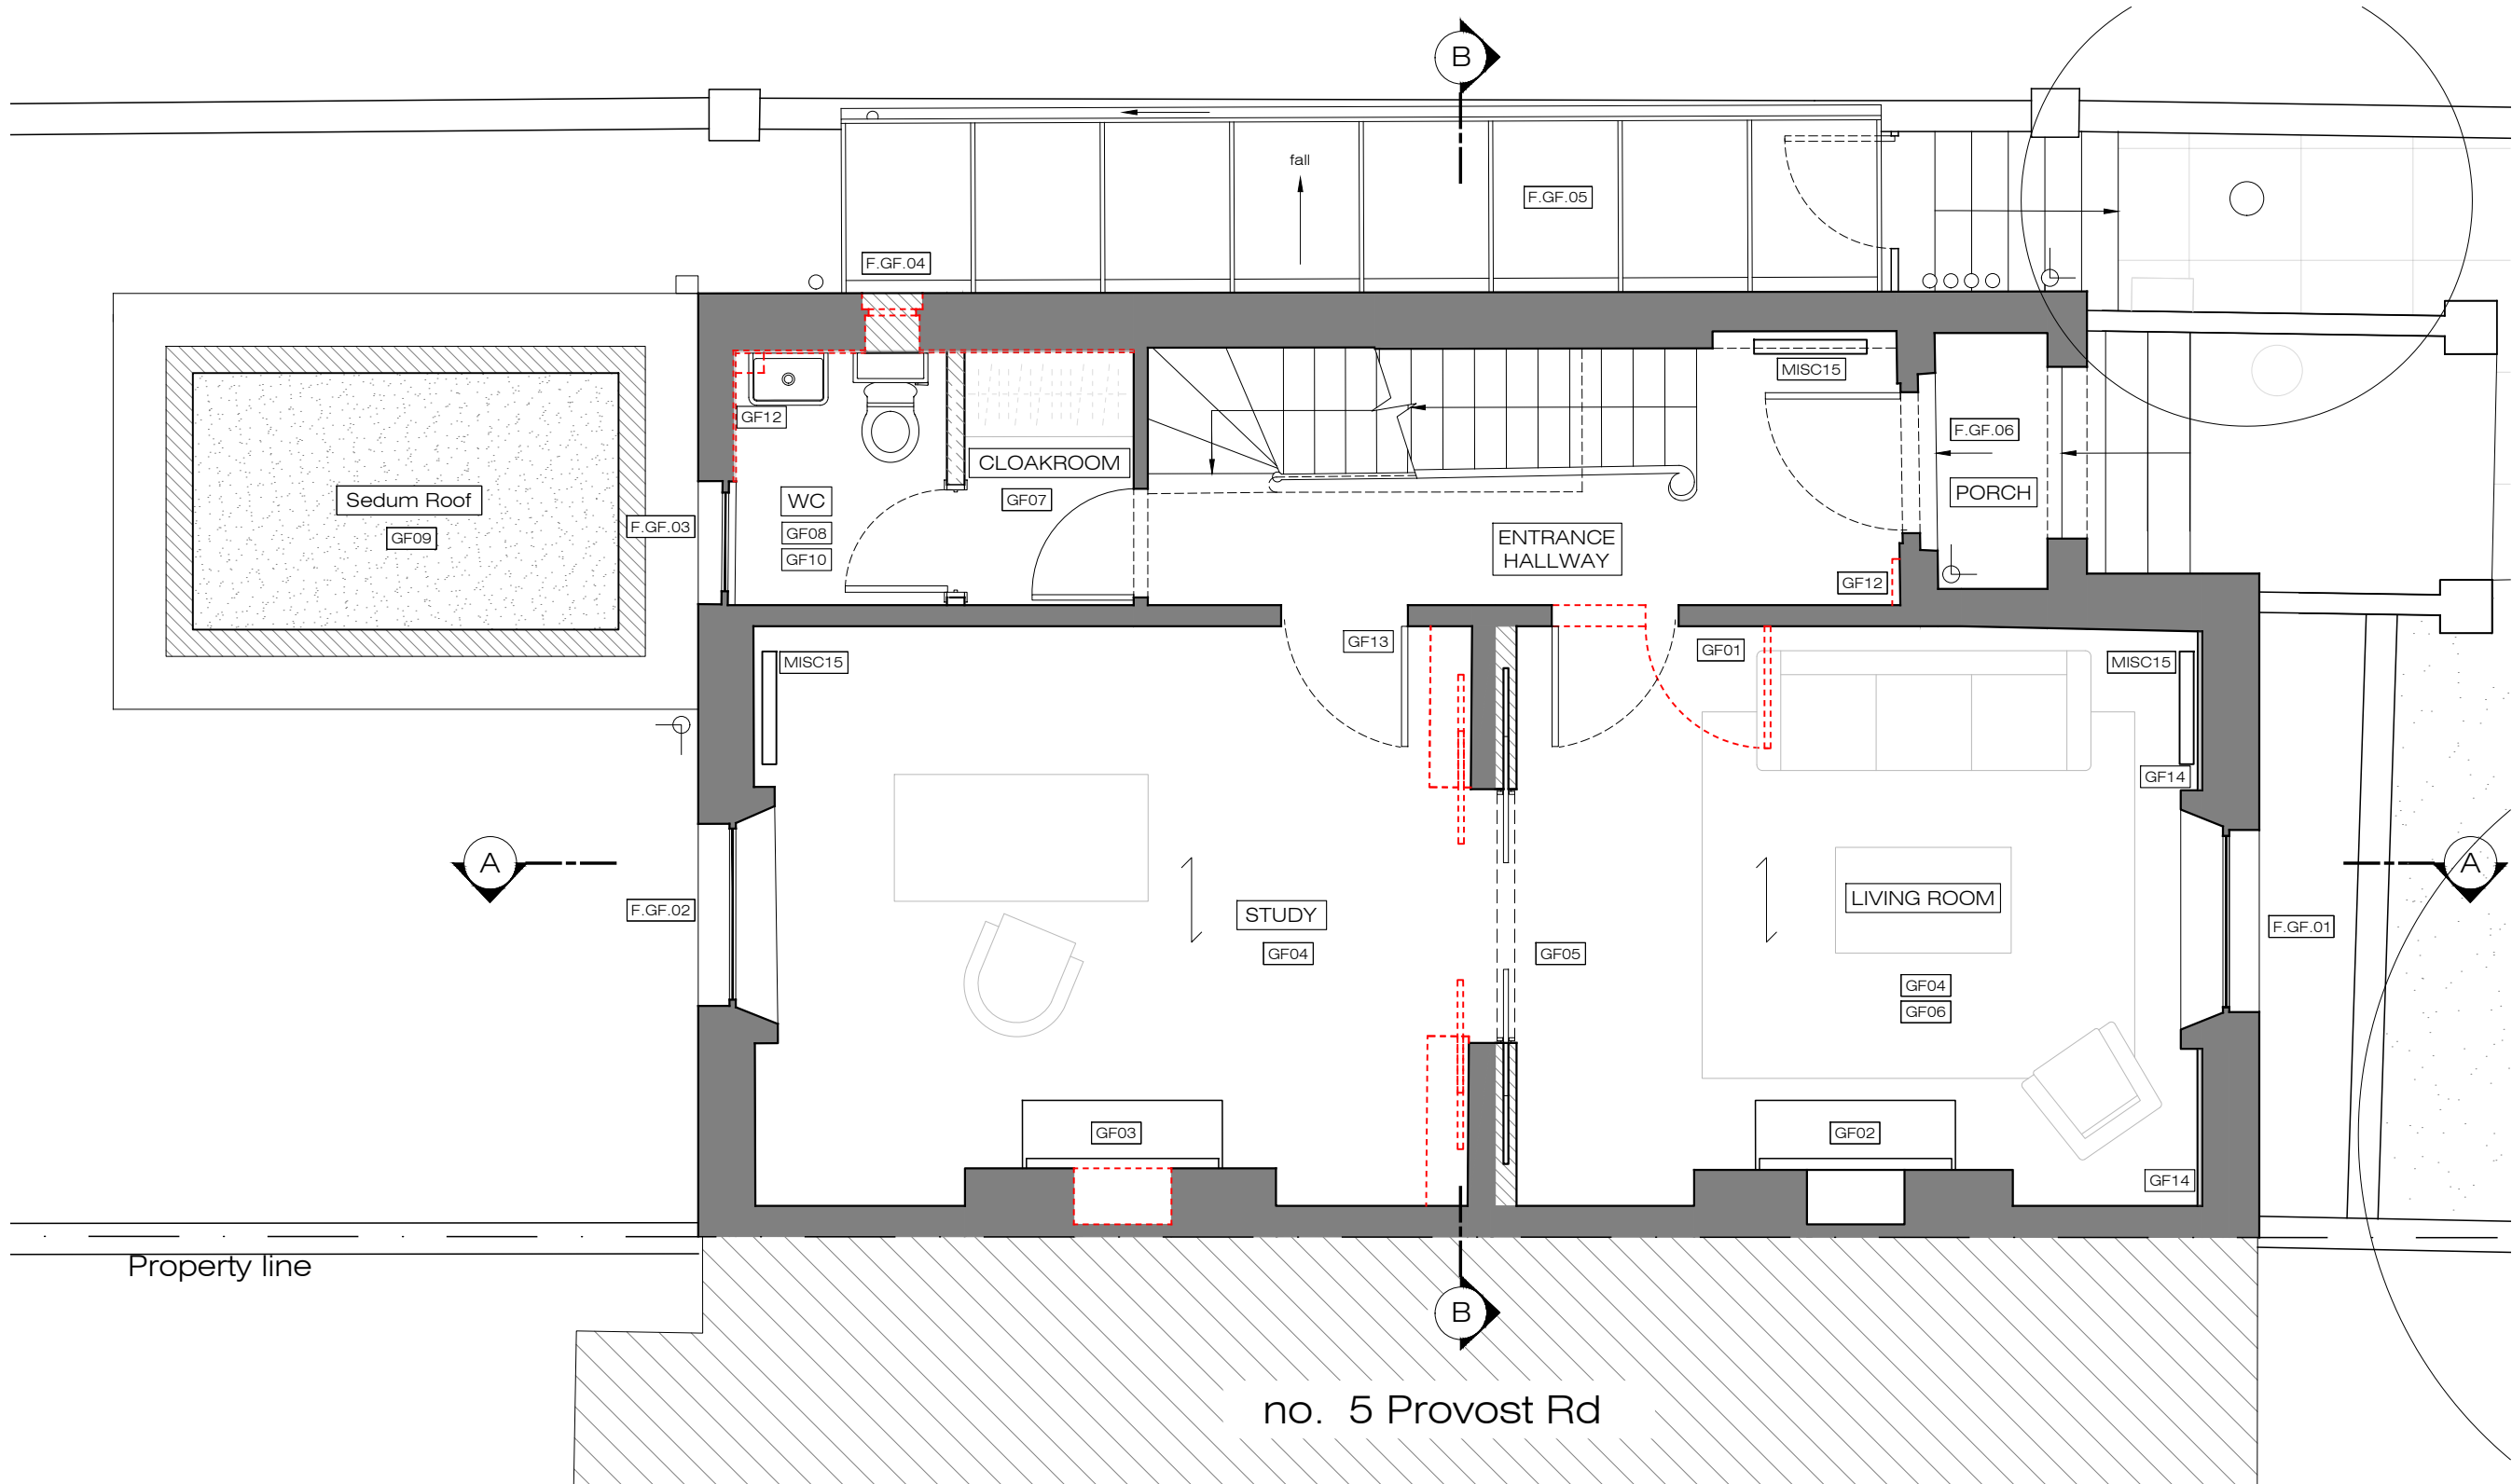 B
fall
F.GF.05
F.GF.04
MISC15
GF12
F.GF.06
CLOAKROOM
Sedum Roof
WC
GF07
PORCH
F.GF.03
GF09
GF08
GF10
ENTRANCE
HALLWAY
GF12
GF13
GF01
MISC15
MISC15
GF14
A
A
LIVING ROOM
F.GF.02
STUDY
F.GF.01
GF04
GF05
GF04
GF06
GF03
GF02
GF14
Property line
B
no. 5 Provost Rd